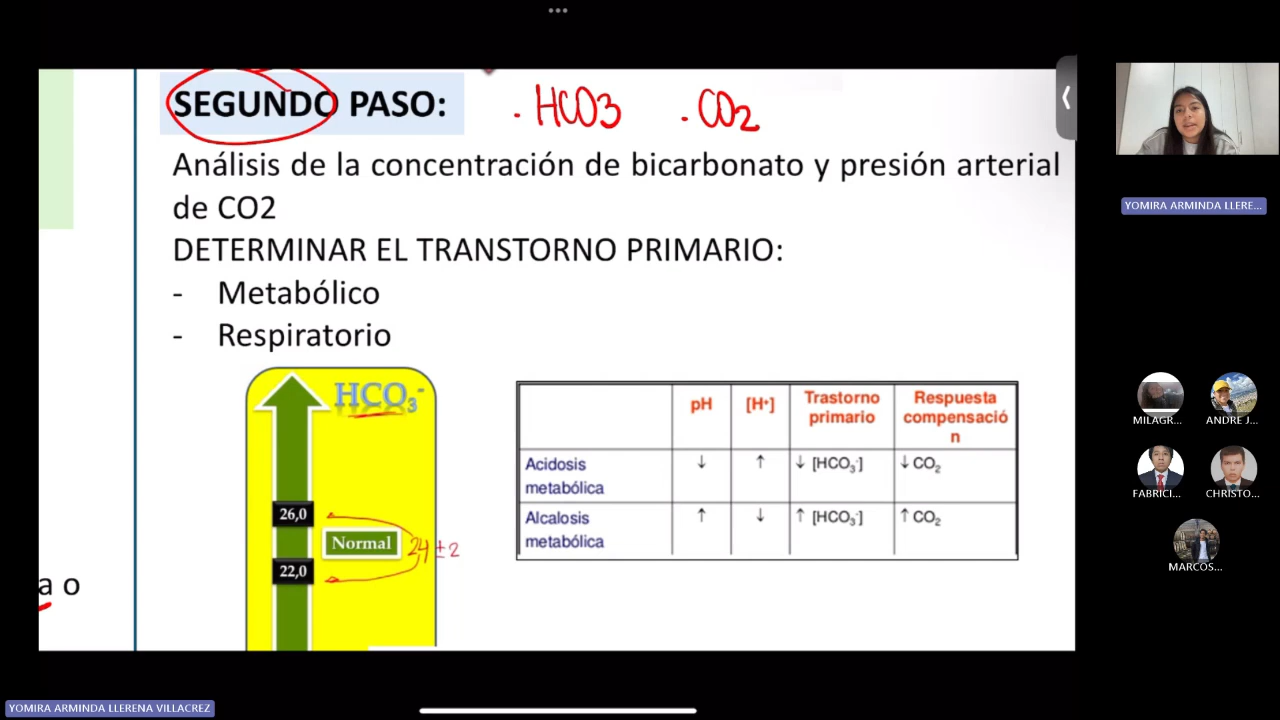 SEGUNDO PASO:
. HCO3 . CO2
Análisis de la concentración de bicarbonato y presión arterial
de CO2
DETERMINAR EL TRANSTORNO PRIMARIO:
- Metabólico
- Respiratorio
HCO₃⁻
26,0
Normal
24 ± 2
22,0
pH [H⁺] Trastorno primario Respuesta compensació n
Acidosis metabólica ↓ ↑ ↓ [HCO₃⁻] ↓ CO₂
Alcalosis metabólica ↑ ↓ ↑ [HCO₃⁻] ↑ CO₂
a o
YOMIRA ARMINDA LLERE...
MILAGR...
ANDRE J...
FABRICI...
CHRISTO...
MARCOS...
YOMIRA ARMINDA LLERENA VILLACREZ